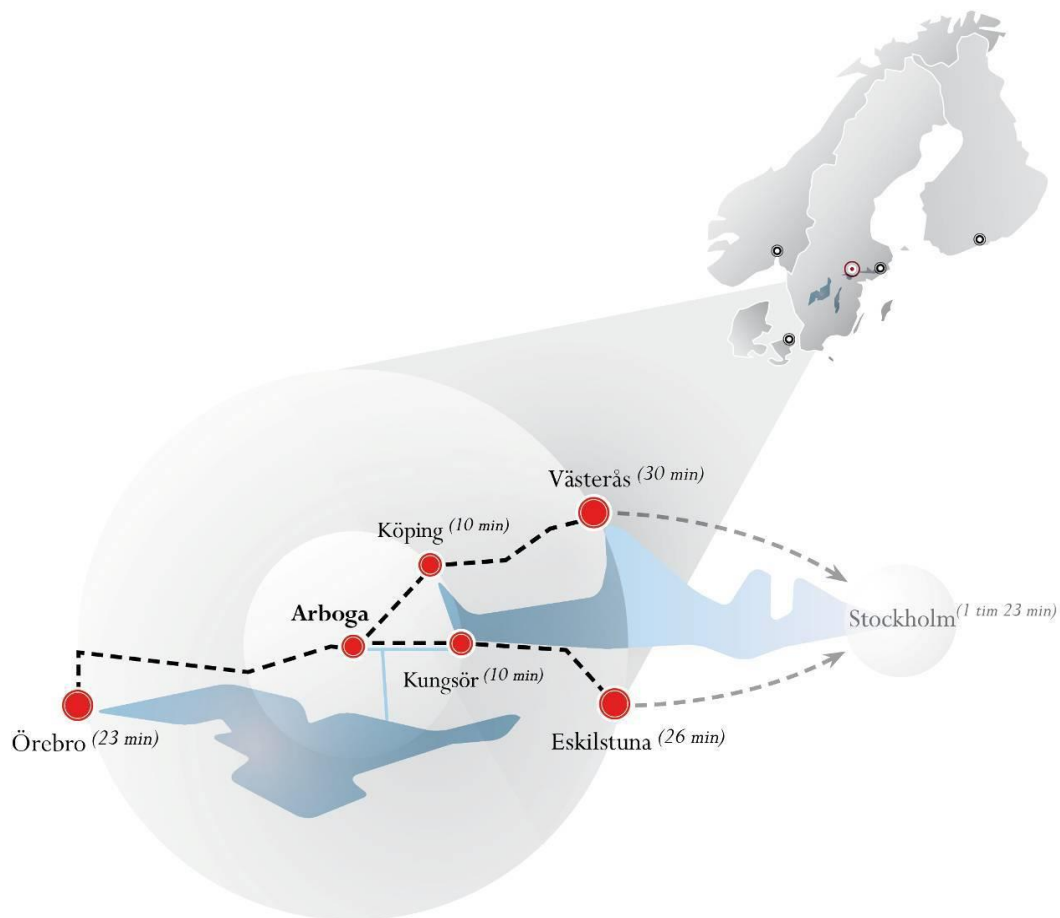 Västerås (30 min)
Köping (10 min)
Arboga
Stockholm (1 tim 23 min)
Kungsör (10 min)
Örebro (23 min)
Eskilstuna (26 min)